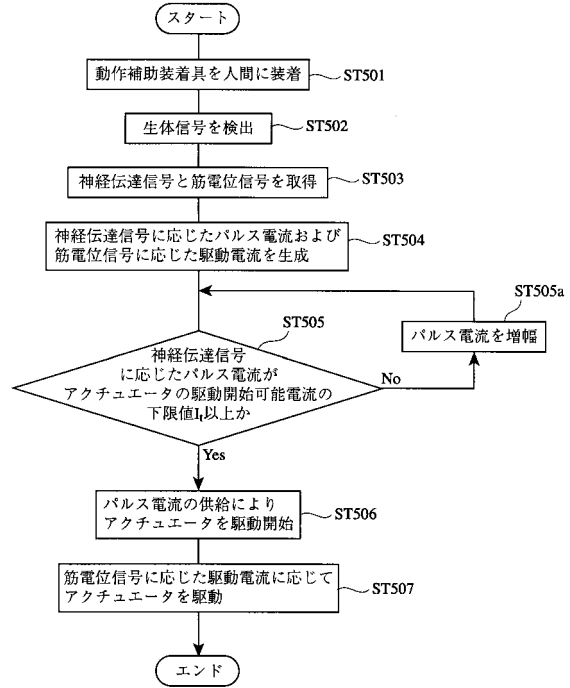 スタート
動作補助装着具を人間に装着
ST501
生体信号を検出
ST502
神経伝達信号と筋電位信号を取得
ST503
神経伝達信号に応じたパルス電流および
筋電位信号に応じた駆動電流を生成
ST504
ST505a
パルス電流を増幅
ST505
神経伝達信号
に応じたパルス電流が
アクチュエータの駆動開始可能電流の
下限値It以上か
No
Yes
パルス電流の供給により
アクチュエータを駆動開始
ST506
筋電位信号に応じた駆動電流に応じて
アクチュエータを駆動
ST507
エンド